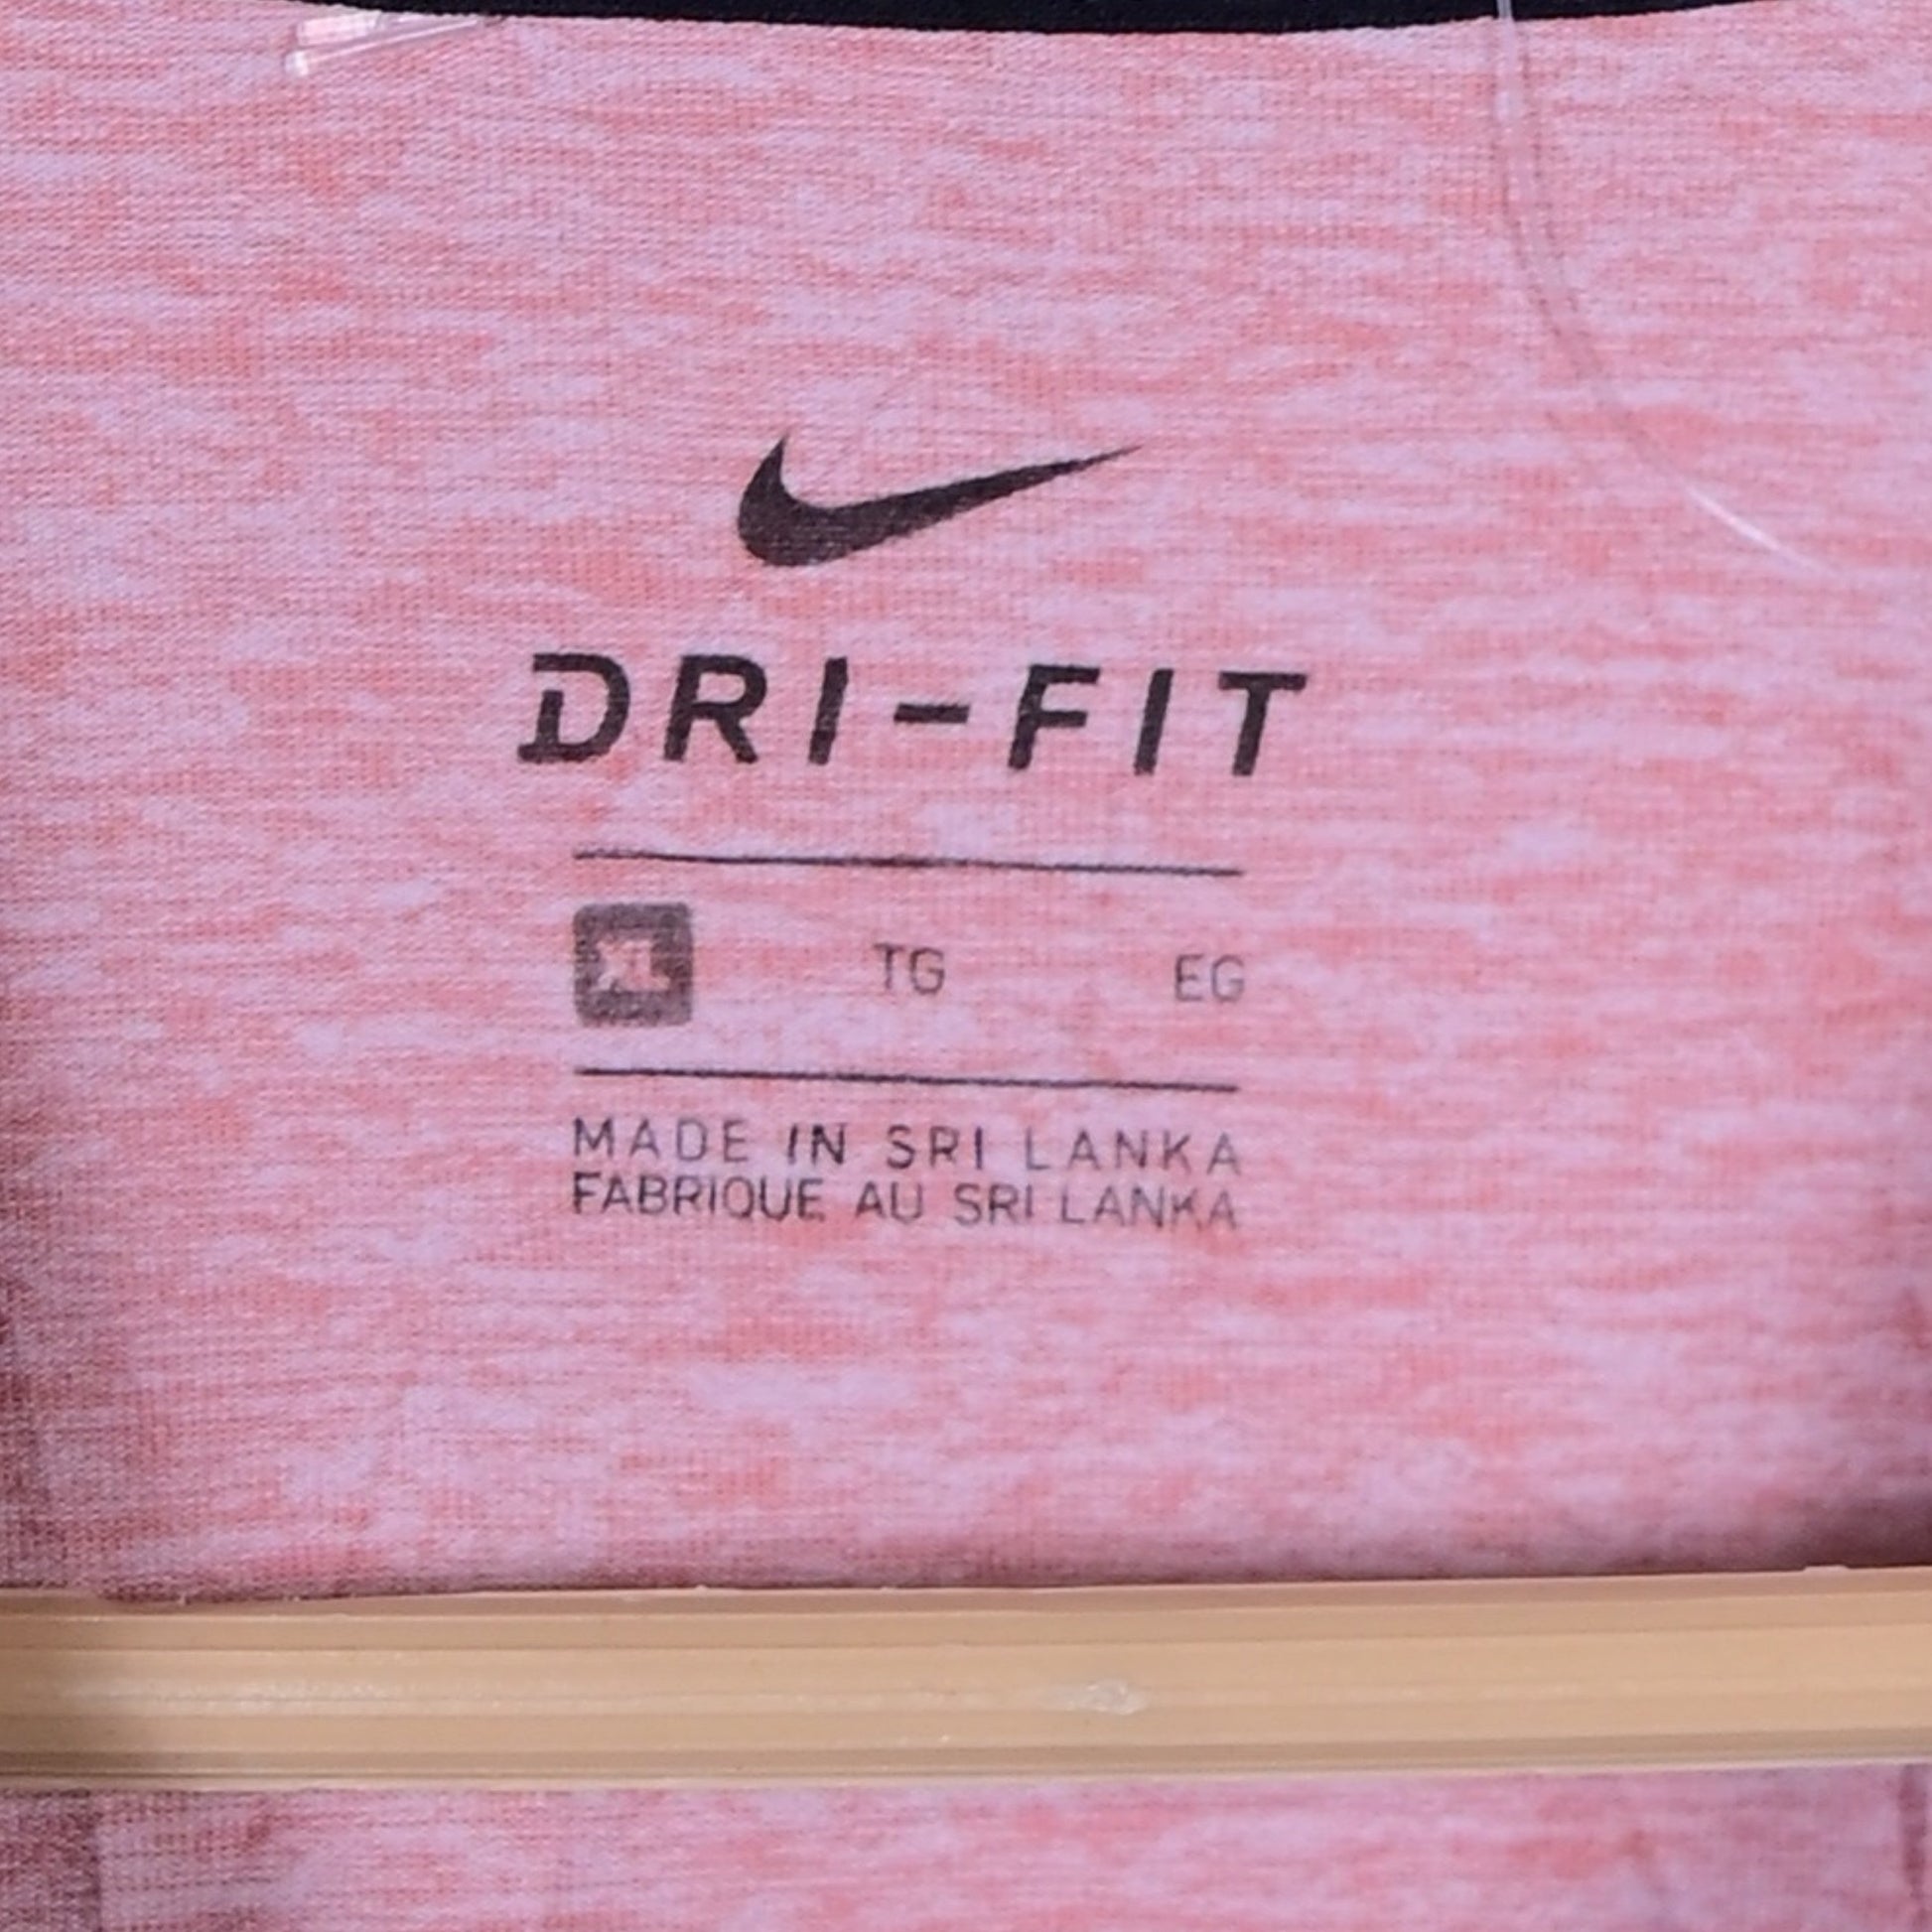 DRI-FIT
XL TG EG
MADE IN SRI LANKA
FABRIQUE AU SRI LANKA